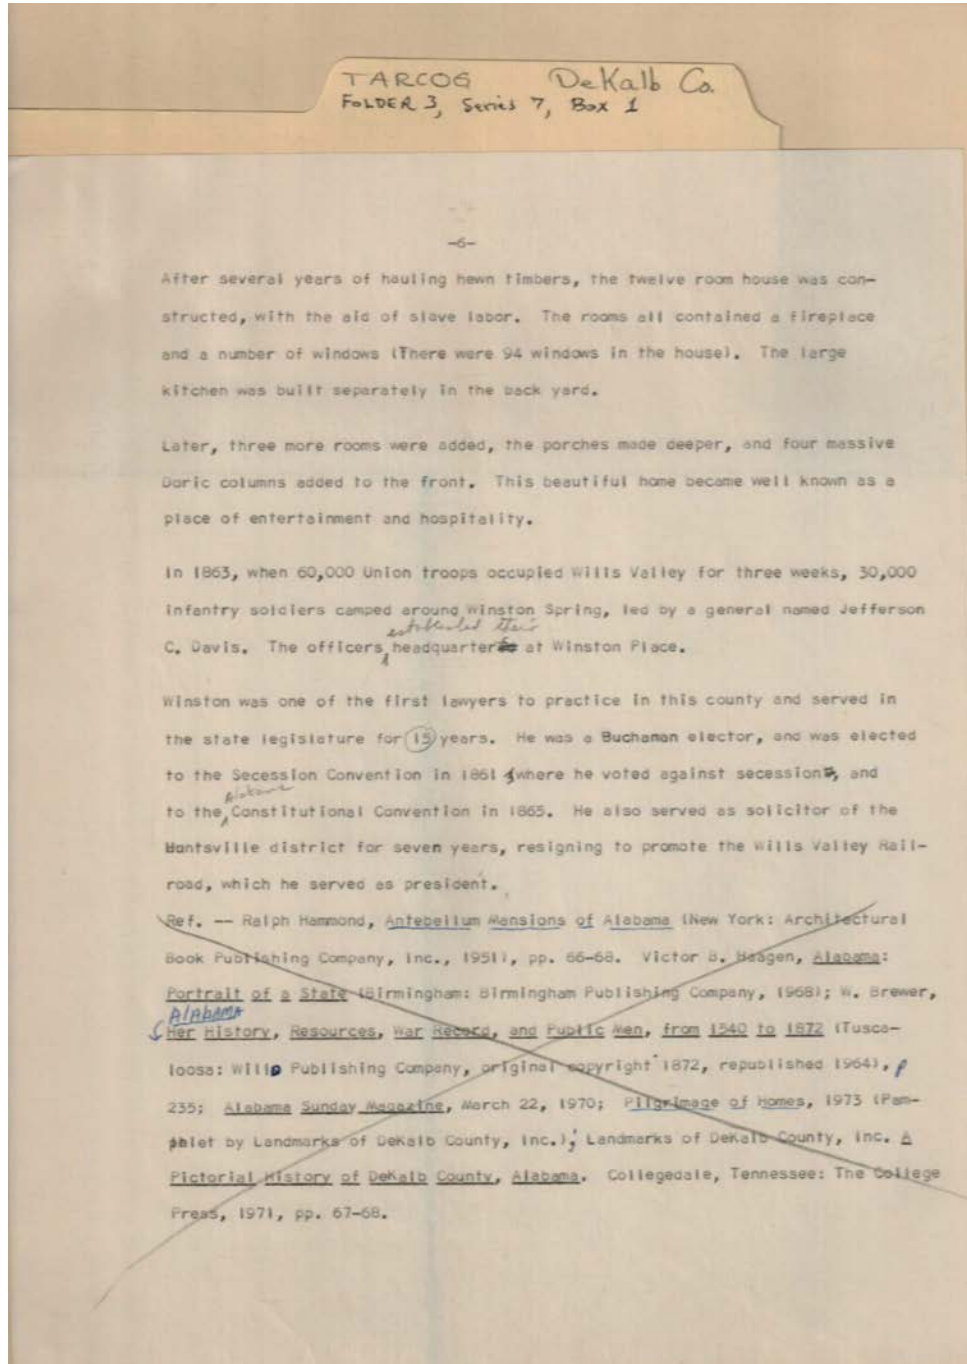 TARCOG DeKalb Co.
FOLDER 3, Series 7, Box 1
-6-
After several years of hauling hewn timbers, the twelve room house was con-
structed, with the aid of slave labor. The rooms all contained a fireplace
and a number of windows (There were 94 windows in the house). The large
kitchen was built separately in the back yard.
Later, three more rooms were added, the porches made deeper, and four massive
Doric columns added to the front. This beautiful home became well known as a
place of entertainment and hospitality.
In 1863, when 60,000 Union troops occupied Wills Valley for three weeks, 30,000
infantry soldiers camped around Winston Spring, led by a general named Jefferson
established their
C. Davis. The officers headquarter at Winston Place.
Winston was one of the first lawyers to practice in this county and served in
the state legislature for 15 years. He was a Buchanan elector, and was elected
to the Secession Convention in 1861 where he voted against secession, and
Alabama
to the Constitutional Convention in 1865. He also served as solicitor of the
Huntsville district for seven years, resigning to promote the Wills Valley Rail-
road, which he served as president.
Ref. -- Ralph Hammond, Antebellum Mansions of Alabama (New York: Architectural
Book Publishing Company, Inc., 1951), pp. 66-68. Victor B. Haagen, Alabama:
Portrait of a State (Birmingham: Birmingham Publishing Company, 1968); W. Brewer,
ALABAMA
Her History, Resources, War Record, and Public Men, from 1540 to 1872 (Tusca-
loosa: Willo Publishing Company, original copyright 1872, republished 1964), p
235; Alabama Sunday Magazine, March 22, 1970; Pilgrimage of Homes, 1973 (Pam-
phlet by Landmarks of DeKalb County, Inc.); Landmarks of DeKalb County, Inc. A
Pictorial History of DeKalb County, Alabama. Collegedale, Tennessee: The College
Press, 1971, pp. 67-68.